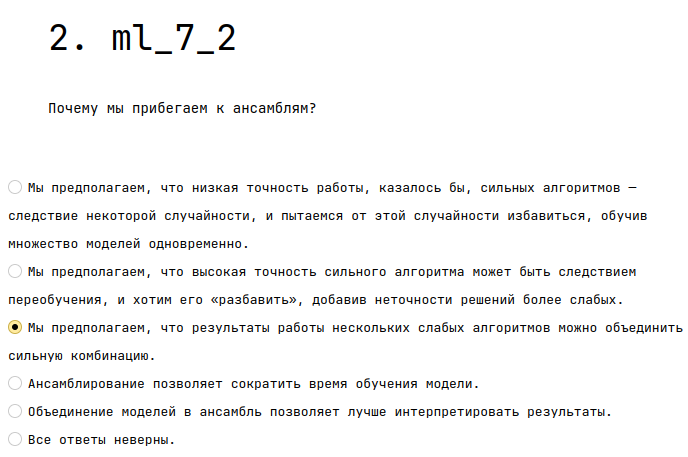 2. ml_7_2
Почему мы прибегаем к ансамблям?
Мы предполагаем, что низкая точность работы, казалось бы, сильных алгоритмов —
следствие некоторой случайности, и пытаемся от этой случайности избавиться, обучив
множество моделей одновременно.
Мы предполагаем, что высокая точность сильного алгоритма может быть следствием
переобучения, и хотим его «разбавить», добавив неточности решений более слабых.
Мы предполагаем, что результаты работы нескольких слабых алгоритмов можно объединить
сильную комбинацию.
Ансамблирование позволяет сократить время обучения модели.
Объединение моделей в ансамбль позволяет лучше интерпретировать результаты.
Все ответы неверны.